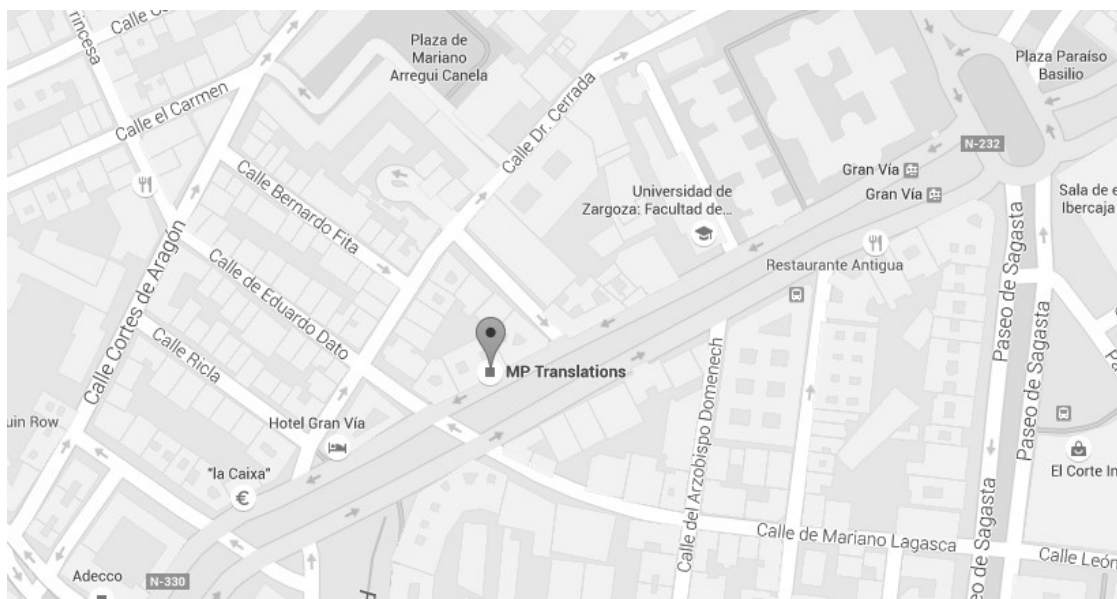 rincesa
Plaza de
Mariano
Arregui Canela
Plaza Paraíso
Basilio
Calle el Carmen
Calle Dr. Cerrada
N-232
Gran Vía
Gran Vía
Calle Bernardo Fita
Universidad de
Zargoza: Facultad de...
Sala de e
Ibercaja
Calle Cortes de Aragón
Calle de Eduardo Dato
Restaurante Antigua
Paseo de Sagasta
Paseo de Sagasta
Calle Ricla
MP Translations
Calle del Arzobispo Domenech
uin Row
Hotel Gran Vía
"la Caixa"
El Corte In
Calle de Mariano Lagasca
Calle León
eo de Sagasta
Adecco
N-330